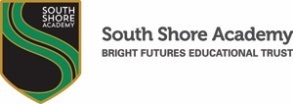 SOUTH
SHORE
ACADEMY
South Shore Academy
BRIGHT FUTURES EDUCATIONAL TRUST